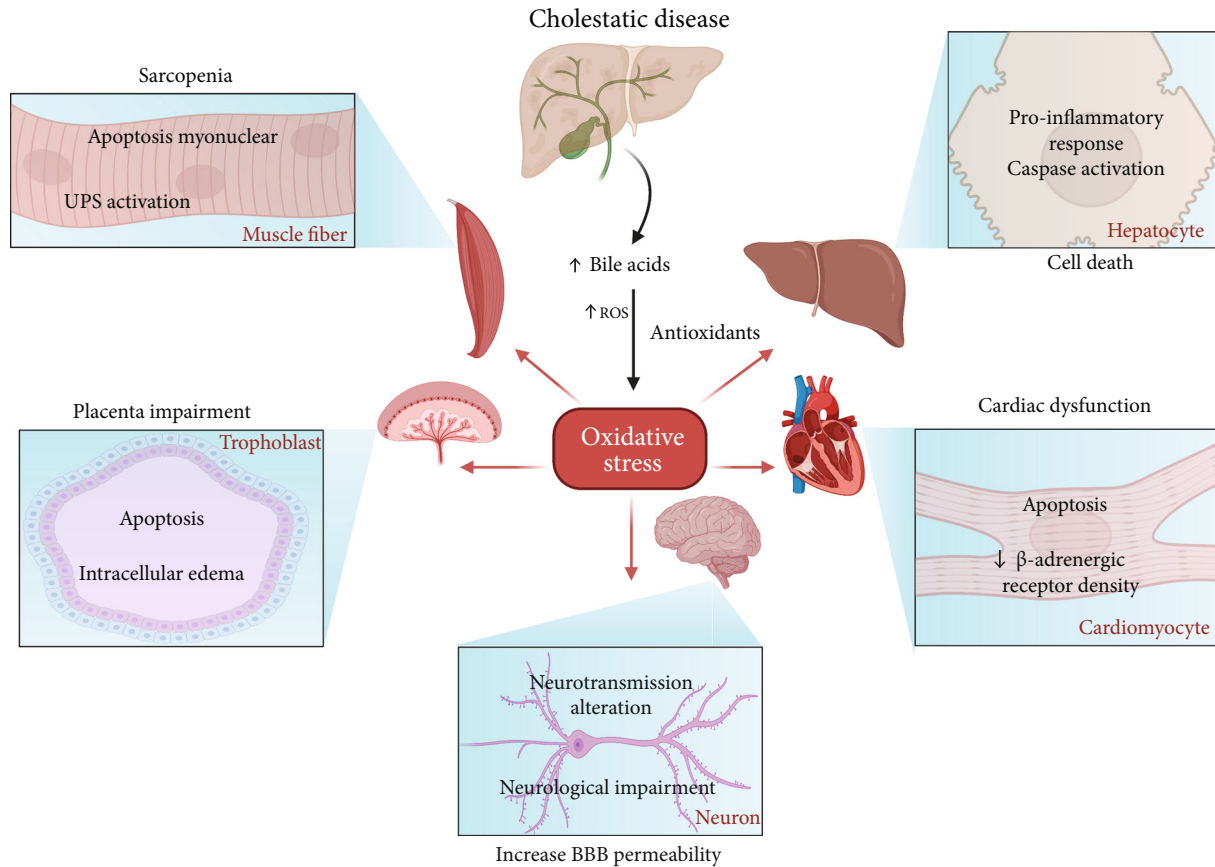 Cholestatic disease
Sarcopenia
Apoptosis myonuclear
UPS activation
Muscle fiber
Pro-inflammatory
response
Caspase activation
Hepatocyte
Cell death
↑ Bile acids
↑ ROS
Antioxidants
Oxidative
stress
Placenta impairment
Trophoblast
Apoptosis
Intracellular edema
Cardiac dysfunction
Apoptosis
↓ β-adrenergic
receptor density
Cardiomyocyte
Neurotransmission
alteration
Neurological impairment
Neuron
Increase BBB permeability